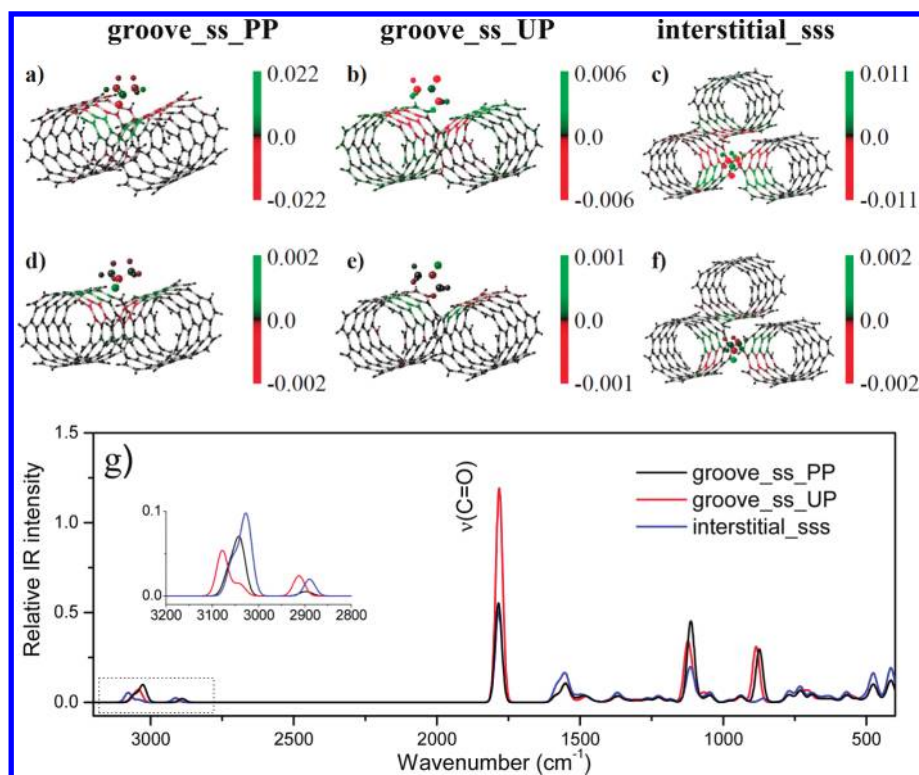 groove_ss_PP groove_ss_UP interstitial_sss
a) 0.022 b) 0.006 c) 0.011
0.0 0.0 0.0
-0.022 -0.006 -0.011
d) 0.002 e) 0.001 f) 0.002
0.0 0.0 0.0
-0.002 -0.001 -0.002
g)
Relative IR intensity
1.5
1.0
0.5
0.0
ν(C=O)
groove_ss_PP
groove_ss_UP
interstitial_sss
0.1
0.0
3200 3100 3000 2900 2800
3000 2500 2000 1500 1000 500
Wavenumber (cm-1)